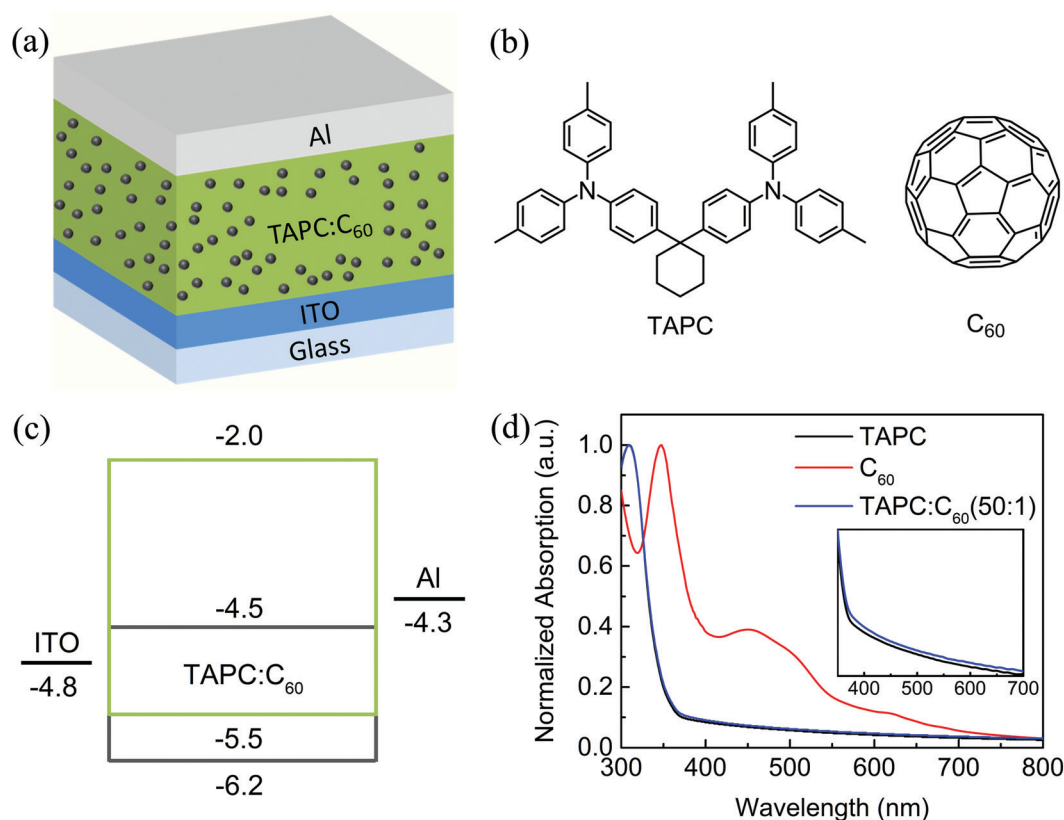 (a)
Al
TAPC:C₆₀
ITO
Glass
(b)
N
N
TAPC
C₆₀
(c)
-2.0
-4.5
TAPC:C₆₀
-5.5
-6.2
ITO
-4.8
Al
-4.3
(d)
Normalized Absorption (a.u.)
1.0
0.8
0.6
0.4
0.2
0.0
TAPC
C₆₀
TAPC:C₆₀(50:1)
400 500 600 700
300 400 500 600 700 800
Wavelength (nm)